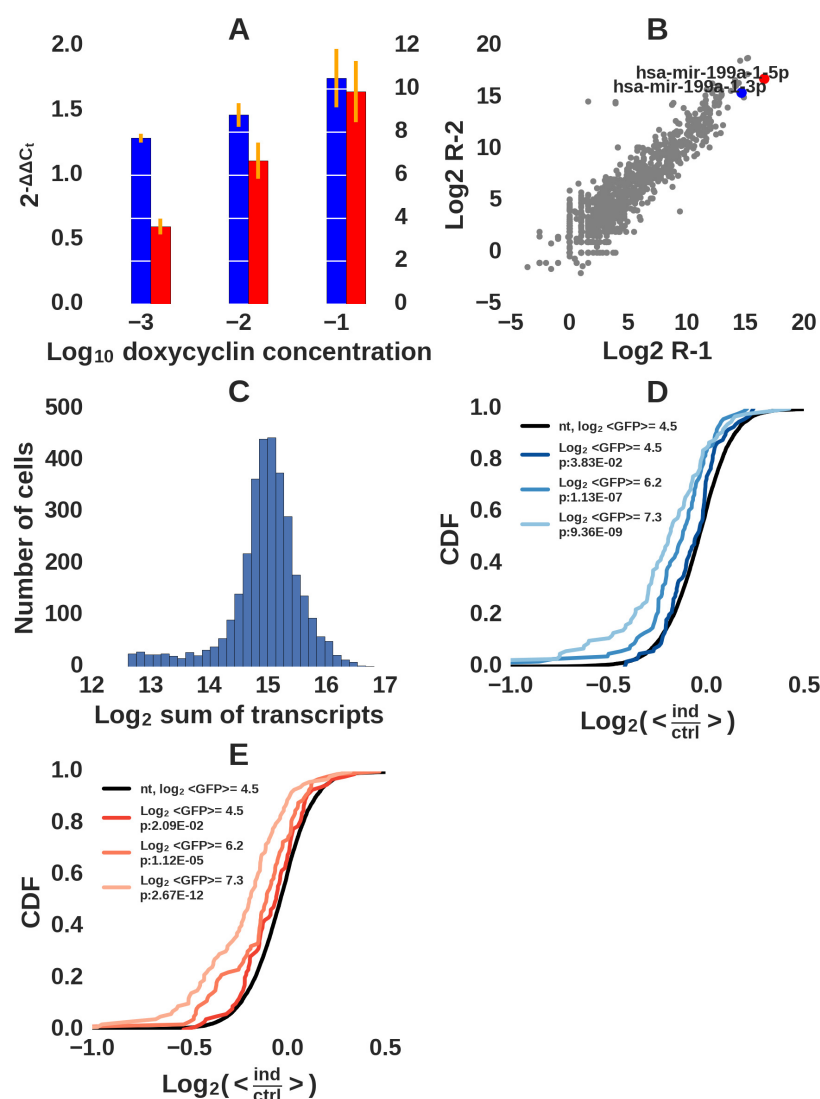 A
2.0
1.5
1.0
0.5
0.0
2^-ΔΔC_t
12
10
8
6
4
2
0
−3
−2
−1
Log₁₀ doxycyclin concentration
B
20
15
10
5
0
−5
Log2 R-2
hsa-mir-199a-1-5p
hsa-mir-199a-1-3p
−5
0
5
10
15
20
Log2 R-1
C
500
400
300
200
100
0
Number of cells
12
13
14
15
16
17
Log₂ sum of transcripts
D
1.0
0.8
0.6
0.4
0.2
0.0
CDF
nt, log₂ <GFP>= 4.5
Log₂ <GFP>= 4.5
p:3.83E-02
Log₂ <GFP>= 6.2
p:1.13E-07
Log₂ <GFP>= 7.3
p:9.36E-09
−1.0
−0.5
0.0
0.5
Log₂(< ind/ctrl >)
E
1.0
0.8
0.6
0.4
0.2
0.0
CDF
nt, log₂ <GFP>= 4.5
Log₂ <GFP>= 4.5
p:2.09E-02
Log₂ <GFP>= 6.2
p:1.12E-05
Log₂ <GFP>= 7.3
p:2.67E-12
−1.0
−0.5
0.0
0.5
Log₂(< ind/ctrl >)